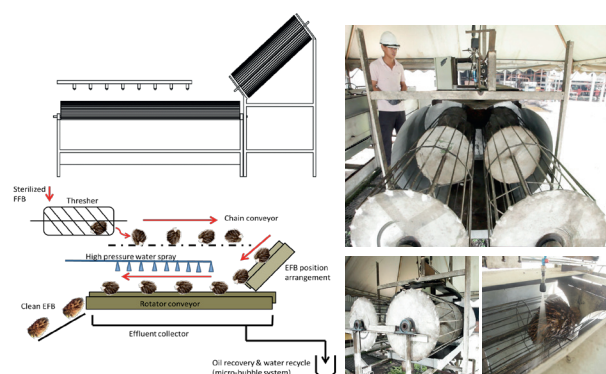 Sterilized
FFB
Thresher
Chain conveyor
High pressure water spray
EFB position
arrangement
Clean EFB
Rotator conveyor
Effluent collector
Oil recovery & water recycle
(micro-bubble system)